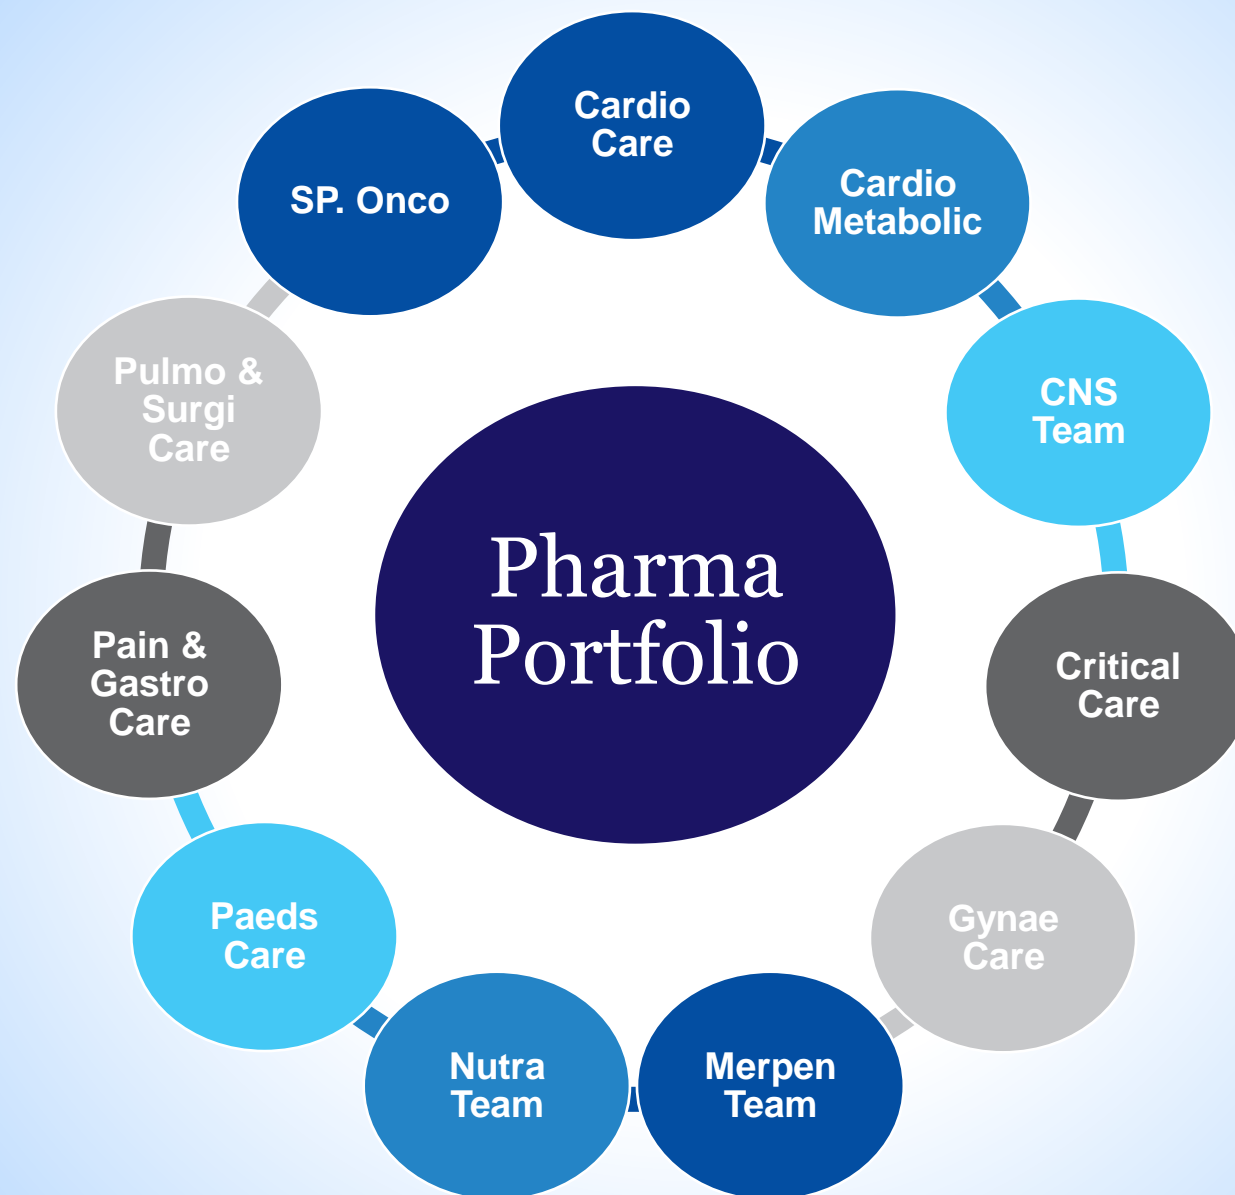 Cardio
Care
Cardio
Metabolic
CNS
Team
Critical
Care
Gynae
Care
Merpen
Team
Nutra
Team
Paeds
Care
Pain &
Gastro
Care
Pulmo &
Surgi
Care
SP. Onco
Pharma
Portfolio